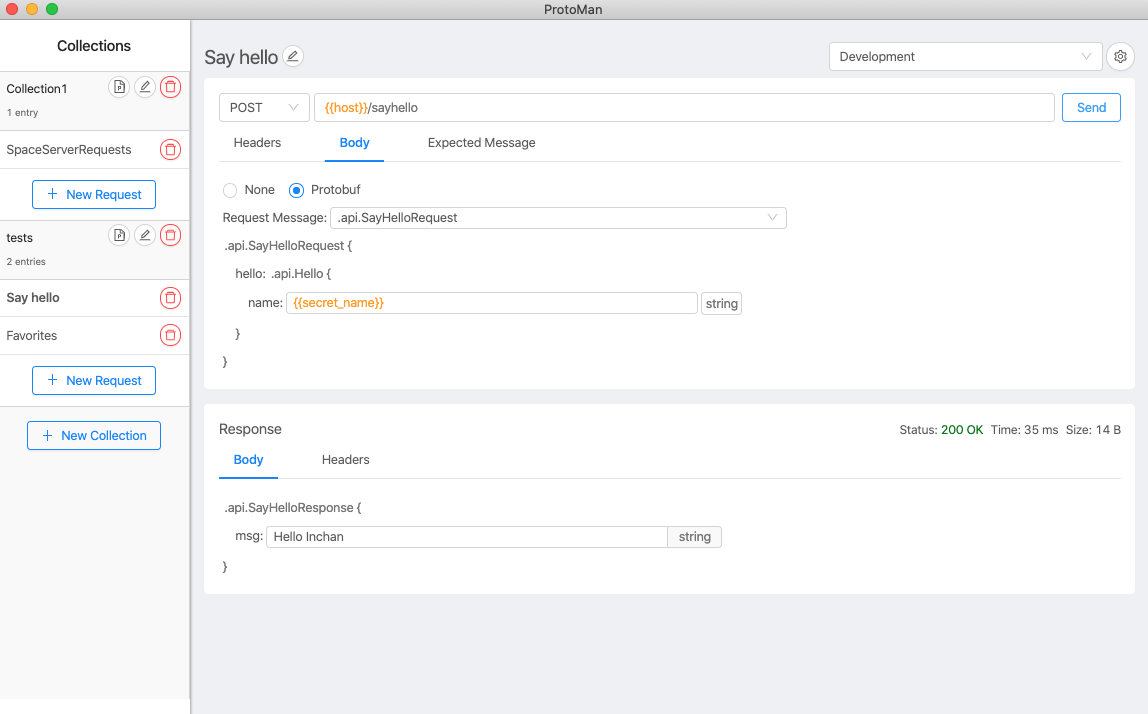 ProtoMan
Collections
Collection1
1 entry
SpaceServerRequests
New Request
tests
2 entries
Say hello
Favorites
New Request
New Collection
Say hello
Development
POST
{{host}}/sayhello
Send
Headers
Body
Expected Message
None
Protobuf
Request Message:
.api.SayHelloRequest
.api.SayHelloRequest {
hello: .api.Hello {
name: {{secret_name}} string
}
}
Response
Status: 200 OK Time: 35 ms Size: 14 B
Body
Headers
.api.SayHelloResponse {
msg: Hello Inchan string
}